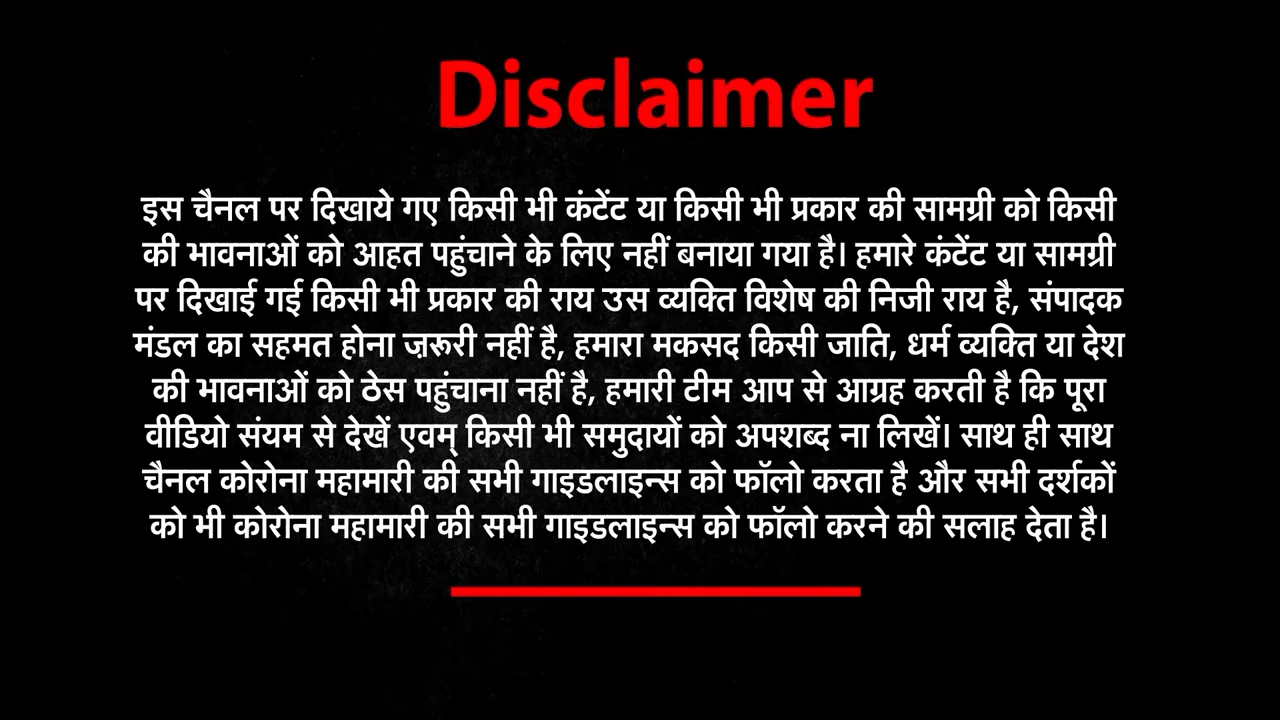 Disclaimer
इस चैनल पर दिखाये गए किसी भी कंटेंट या किसी भी प्रकार की सामग्री को किसी
की भावनाओं को आहत पहुंचाने के लिए नहीं बनाया गया है। हमारे कंटेंट या सामग्री
पर दिखाई गई किसी भी प्रकार की राय उस व्यक्ति विशेष की निजी राय है, संपादक
मंडल का सहमत होना ज़रूरी नहीं है, हमारा मकसद किसी जाति, धर्म व्यक्ति या देश
की भावनाओं को ठेस पहुंचाना नहीं है, हमारी टीम आप से आग्रह करती है कि पूरा
वीडियो संयम से देखें एवम् किसी भी समुदायों को अपशब्द ना लिखें। साथ ही साथ
चैनल कोरोना महामारी की सभी गाइडलाइन्स को फॉलो करता है और सभी दर्शकों
को भी कोरोना महामारी की सभी गाइडलाइन्स को फॉलो करने की सलाह देता है।